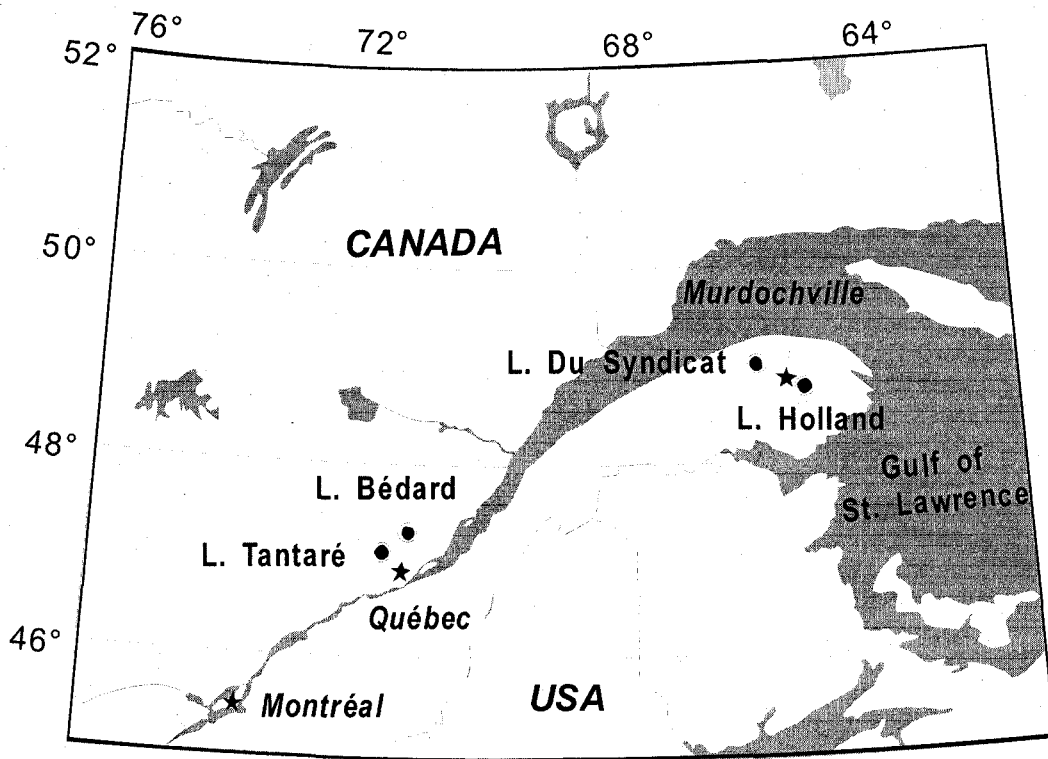 76°
72°
68°
64°
52°
CANADA
50°
Murdochville
L. Du Syndicat
L. Holland
48°
Gulf of
St. Lawrence
L. Bédard
L. Tantaré
Québec
46°
Montréal
USA